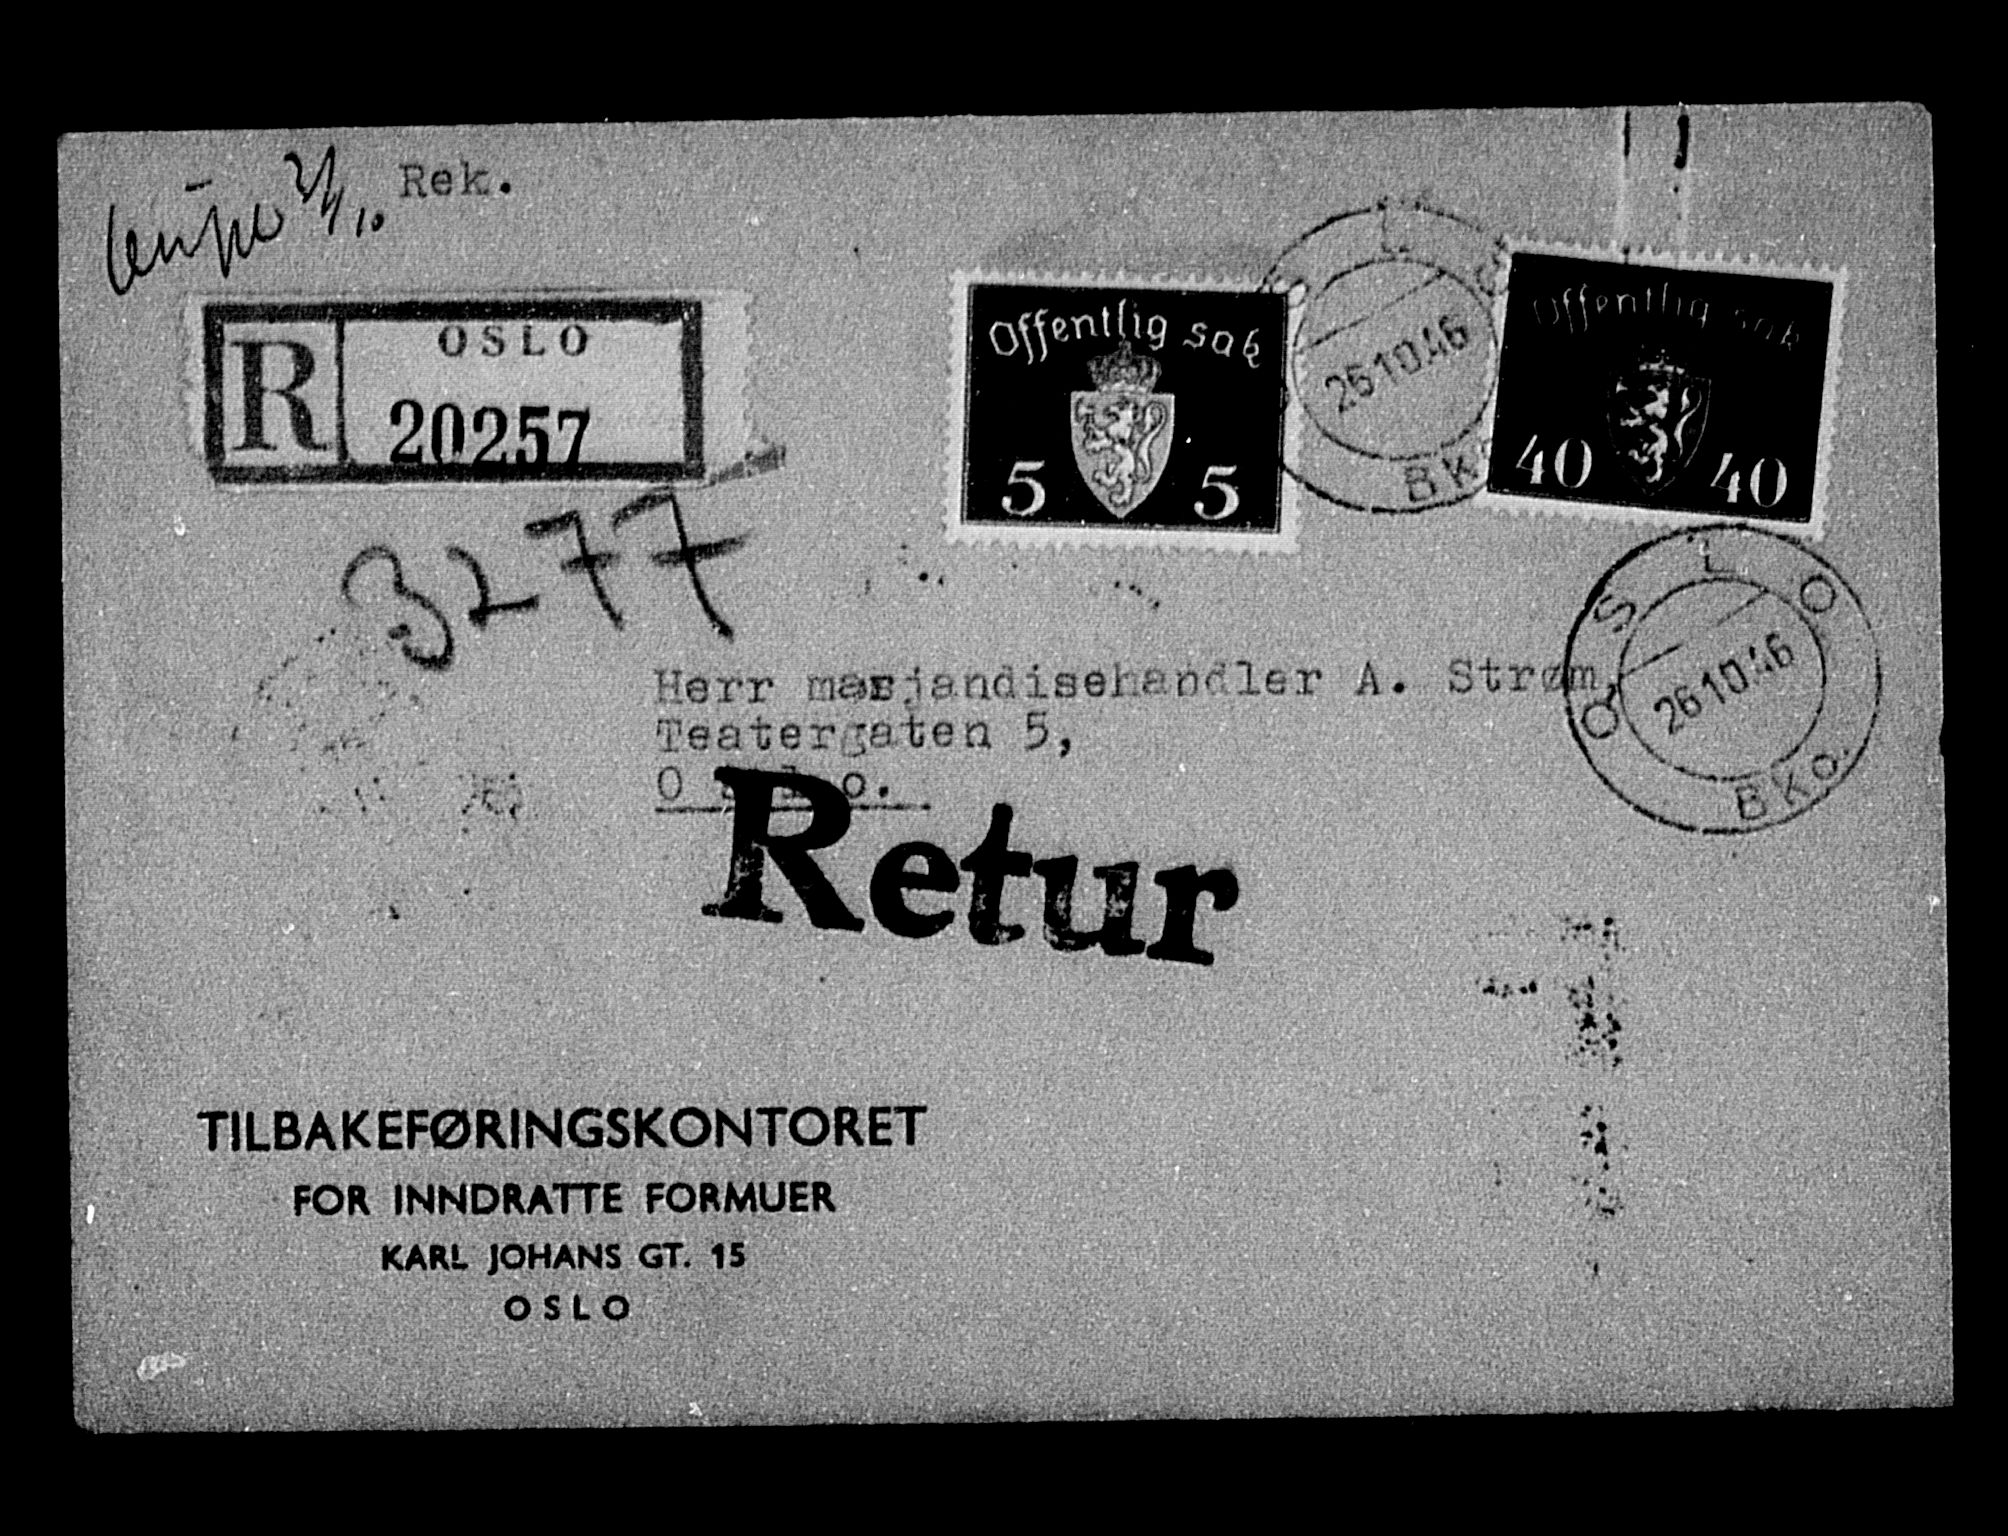 Rek.
R
OSLO
20257
3277
Offentlig sak
5 5
OSLO
26 10.46
BKo.
Offentlig sak
40 40
OSLO
26 10.46
BKo.
Herr marjandisehandler A. Strøm,
Teatergaten 5,
O s l o.
Retur
TILBAKEFØRINGSKONTORET
FOR INNDRATTE FORMUER
KARL JOHANS GT. 15
OSLO